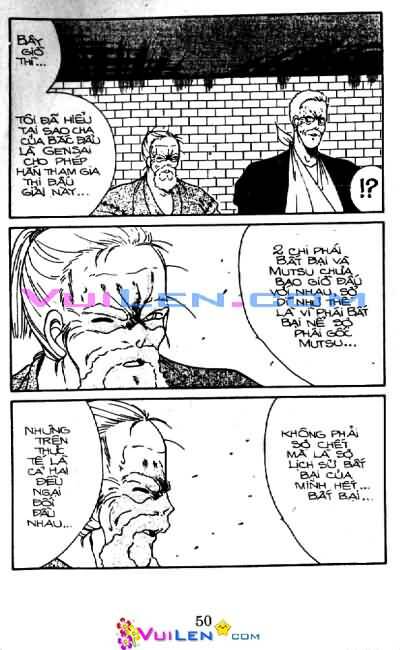 BÂY
GIỜ
THÌ...
TÔI ĐÃ HIỂU
TẠI SAO CHA
CỦA BẮC ĐẨU
LÀ GENSAI
CHO PHÉP
HẮN THAM GIA
THI ĐẤU
GIẢI NÀY...
!?
2 CHI PHÁI
BẤT BẠI VÀ
MUTSU CHƯA
BAO GIỜ ĐẤU
VỚI NHAU, SỞ
DĨ NHƯ THẾ
LÀ VÌ PHÁI BẤT
BẠI NỂ SỢ
PHÁI GỐC
MUTSU...
VUILEN.COM
KHÔNG PHẢI
SỢ CHẾT
MÀ LÀ SỢ
LỊCH SỬ BẤT
BẠI CỦA
MÌNH HẾT...
BẤT BẠI...
NHƯNG
TRÊN
THỰC
TẾ LÀ
CẢ HAI
ĐỀU
NGẠI
ĐỐI
ĐẦU
NHAU...
50
VUILEN.COM